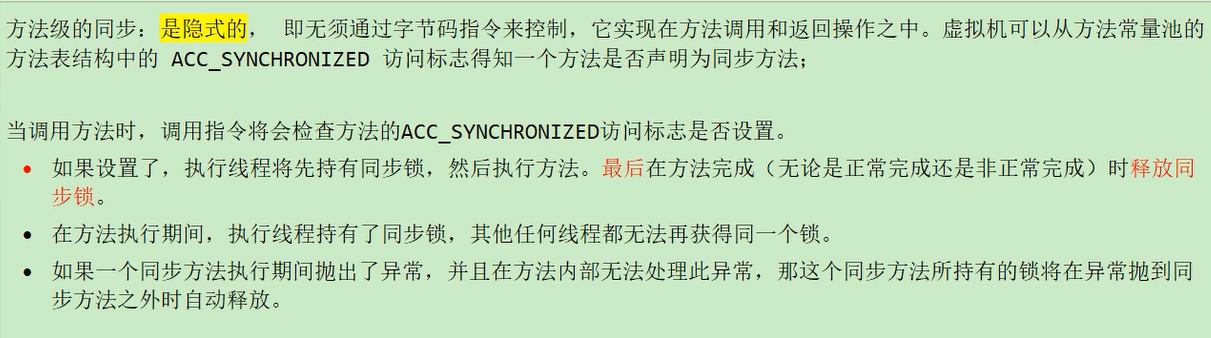 方法级的同步：是隐式的， 即无须通过字节码指令来控制，它实现在方法调用和返回操作之中。虚拟机可以从方法常量池的
方法表结构中的 ACC_SYNCHRONIZED 访问标志得知一个方法是否声明为同步方法；
当调用方法时，调用指令将会检查方法的ACC_SYNCHRONIZED访问标志是否设置。
• 如果设置了，执行线程将先持有同步锁，然后执行方法。最后在方法完成（无论是正常完成还是非正常完成）时释放同
步锁。
• 在方法执行期间，执行线程持有了同步锁，其他任何线程都无法再获得同一个锁。
• 如果一个同步方法执行期间抛出了异常，并且在方法内部无法处理此异常，那这个同步方法所持有的锁将在异常抛到同
步方法之外时自动释放。